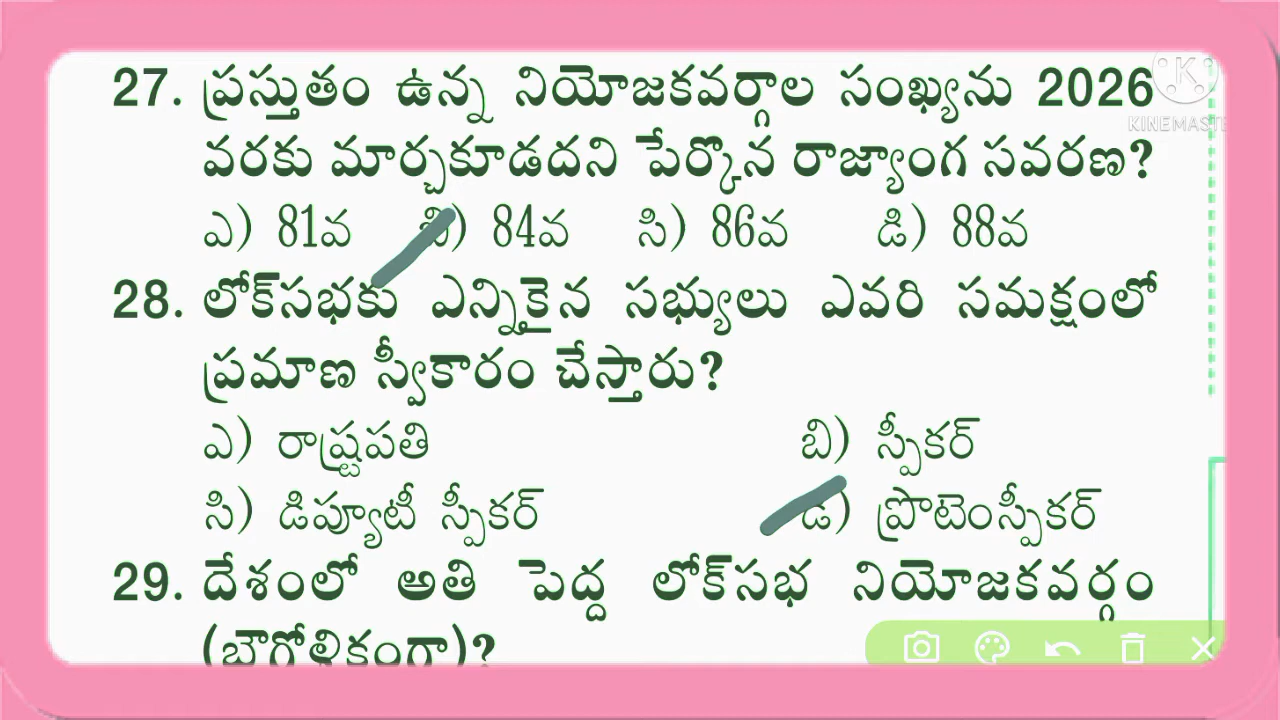 27. ప్రస్తుతం ఉన్న నియోజకవర్గాల సంఖ్యను 2026
వరకు మార్చకూడదని పేర్కొన రాజ్యాంగ సవరణ?
ఎ) 81వ బి) 84వ సి) 86వ డి) 88వ
28. లోక్‌సభకు ఎన్నికైన సభ్యులు ఎవరి సమక్షంలో
ప్రమాణ స్వీకారం చేస్తారు?
ఎ) రాష్ట్రపతి బి) స్పీకర్
సి) డిప్యూటీ స్పీకర్ డి) ప్రొటెంస్పీకర్
29. దేశంలో అతి పెద్ద లోక్‌సభ నియోజకవర్గం
(భౌగోళికంగా)?
K
KINEMASTE